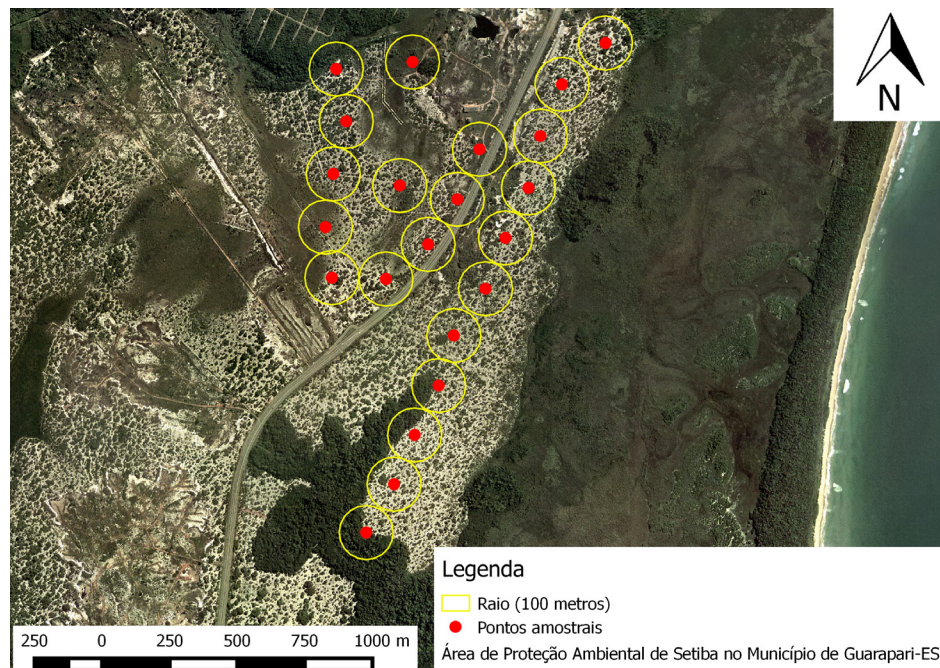 N
Legenda
Raio (100 metros)
Pontos amostrais
Área de Proteção Ambiental de Setiba no Município de Guarapari-ES
250 0 250 500 750 1000 m